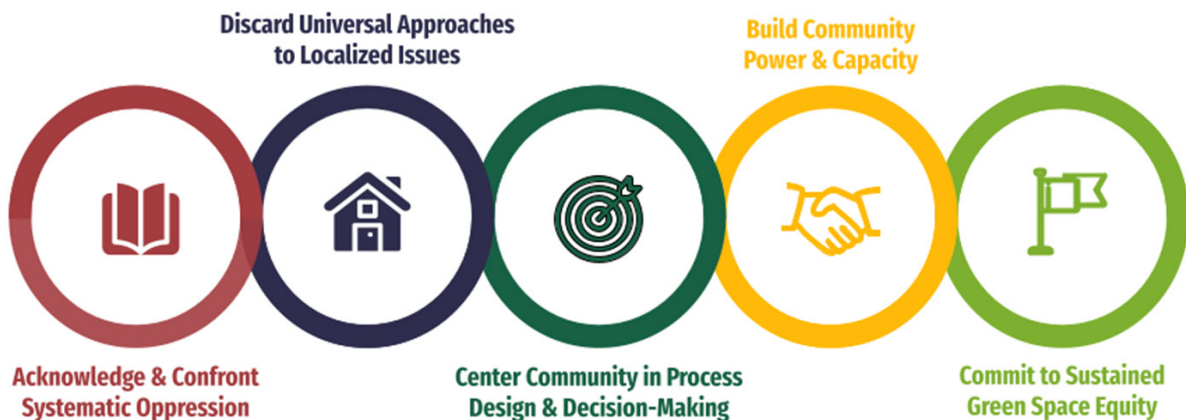 Discard Universal Approaches
to Localized Issues
Build Community
Power & Capacity
Acknowledge & Confront
Systematic Oppression
Center Community in Process
Design & Decision-Making
Commit to Sustained
Green Space Equity